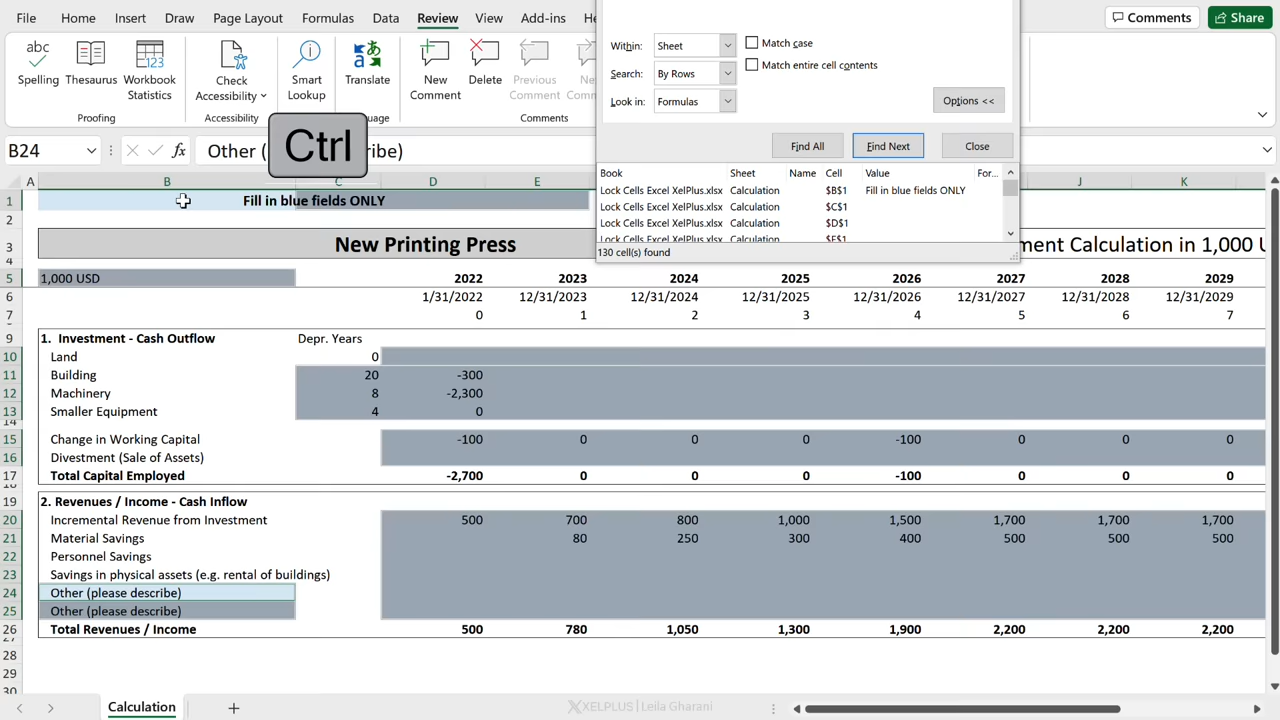 File Home Insert Draw Page Layout Formulas Data Review View Add-ins He Comments Share
Within: Sheet Match case
Search: By Rows Match entire cell contents
Look in: Formulas Options <<
Spelling Thesaurus Workbook Statistics Check Accessibility Smart Lookup Translate New Comment Delete Previous Comment
Proofing Accessibility Comments
Find All Find Next Close
B24 fx Other ( Ctrl ribe)
Book Sheet Name Cell Value For...
Lock Cells Excel XelPlus.xlsx Calculation $B$1 Fill in blue fields ONLY
Lock Cells Excel XelPlus.xlsx Calculation $C$1
Lock Cells Excel XelPlus.xlsx Calculation $D$1
Lock Cells Excel XelPlus.xlsx Calculation $E$1
130 cell(s) found
A B C D E J K
1 Fill in blue fields ONLY
2
3 New Printing Press ment Calculation in 1,000 U
4
5 1,000 USD 2022 2023 2024 2025 2026 2027 2028 2029
6 1/31/2022 12/31/2023 12/31/2024 12/31/2025 12/31/2026 12/31/2027 12/31/2028 12/31/2029
7 0 1 2 3 4 5 6 7
9 1. Investment - Cash Outflow Depr. Years
10 Land 0
11 Building 20 -300
12 Machinery 8 -2,300
13 Smaller Equipment 4 0
14
15 Change in Working Capital -100 0 0 0 -100 0 0 0
16 Divestment (Sale of Assets)
17 Total Capital Employed -2,700 0 0 0 -100 0 0 0
18
19 2. Revenues / Income - Cash Inflow
20 Incremental Revenue from Investment 500 700 800 1,000 1,500 1,700 1,700 1,700
21 Material Savings 80 250 300 400 500 500 500
22 Personnel Savings
23 Savings in physical assets (e.g. rental of buildings)
24 Other (please describe)
25 Other (please describe)
26 Total Revenues / Income 500 780 1,050 1,300 1,900 2,200 2,200 2,200
27
28
29
30
Calculation XELPLUS | Leila Gharani